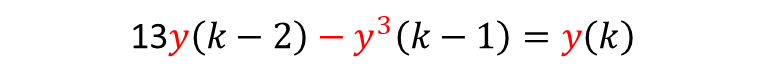 13y(k − 2) − y³(k − 1) = y(k)